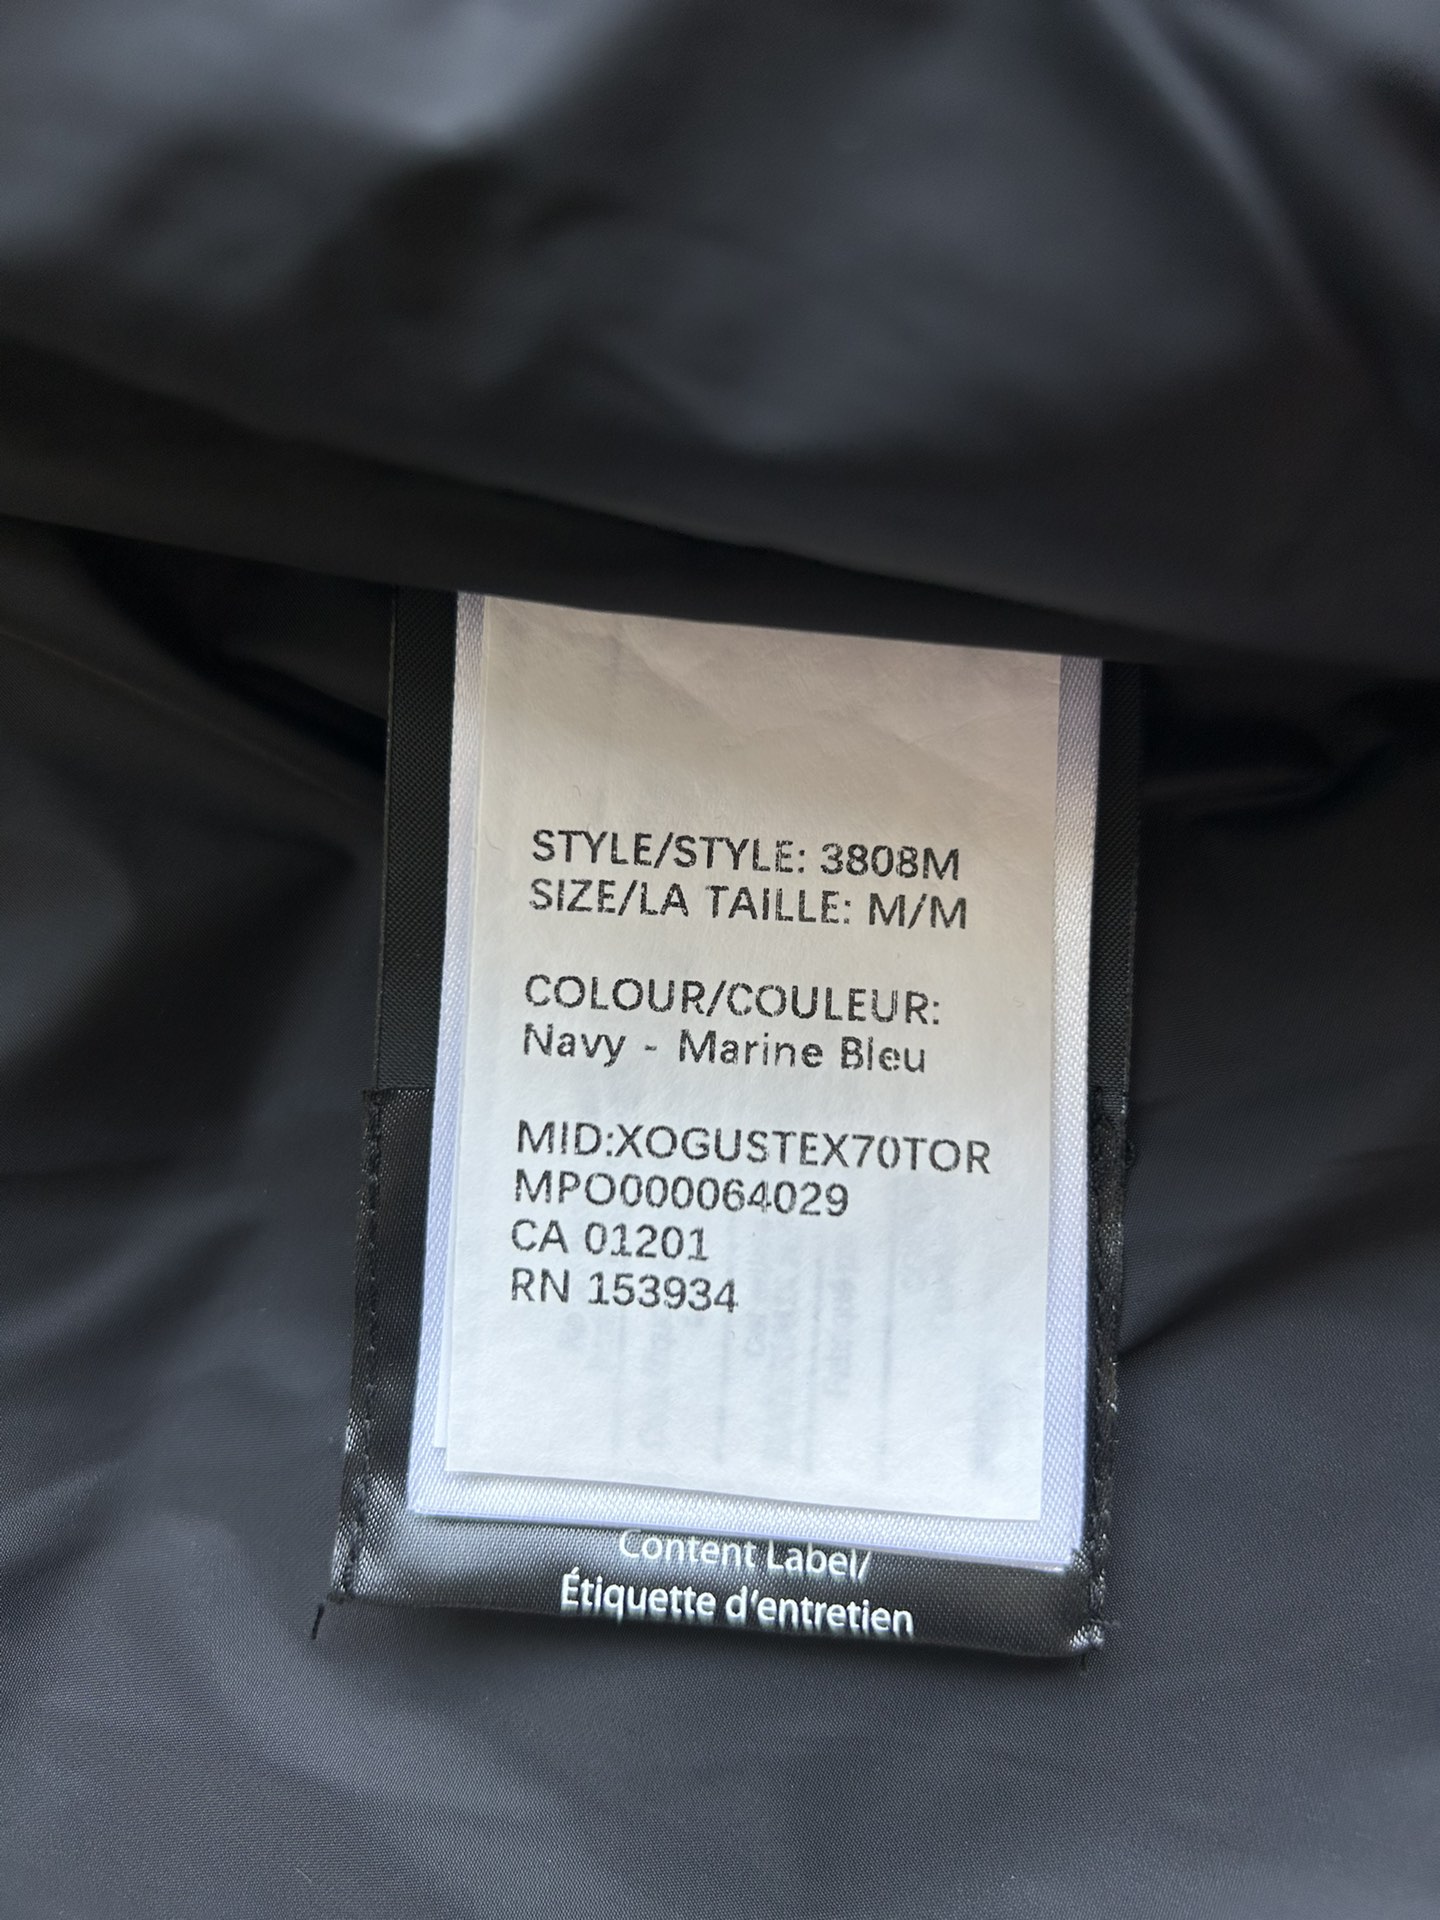 STYLE/STYLE: 3808M
SIZE/LA TAILLE: M/M
COLOUR/COULEUR:
Navy - Marine Bleu
MID:XOGUSTEX70TOR
MPO000064029
CA 01201
RN 153934
Content Label/
Étiquette d'entretien